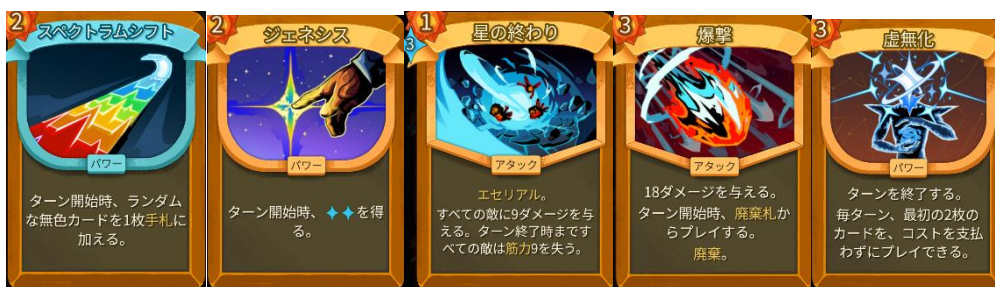 2
スペクトラムシフト
パワー
ターン開始時、ランダム
な無色カードを1枚手札に
加える。
2
ジェネシス
パワー
ターン開始時、✦✦を得
る。
1
3
星の終わり
アタック
エセリアル。
すべての敵に9ダメージを与
える。ターン終了時まです
べての敵は筋力9を失う。
3
爆撃
アタック
18ダメージを与える。
ターン開始時、廃棄札か
らプレイする。
廃棄。
3
虚無化
パワー
ターンを終了する。
毎ターン、最初の2枚の
カードを、コストを支払
わずにプレイできる。